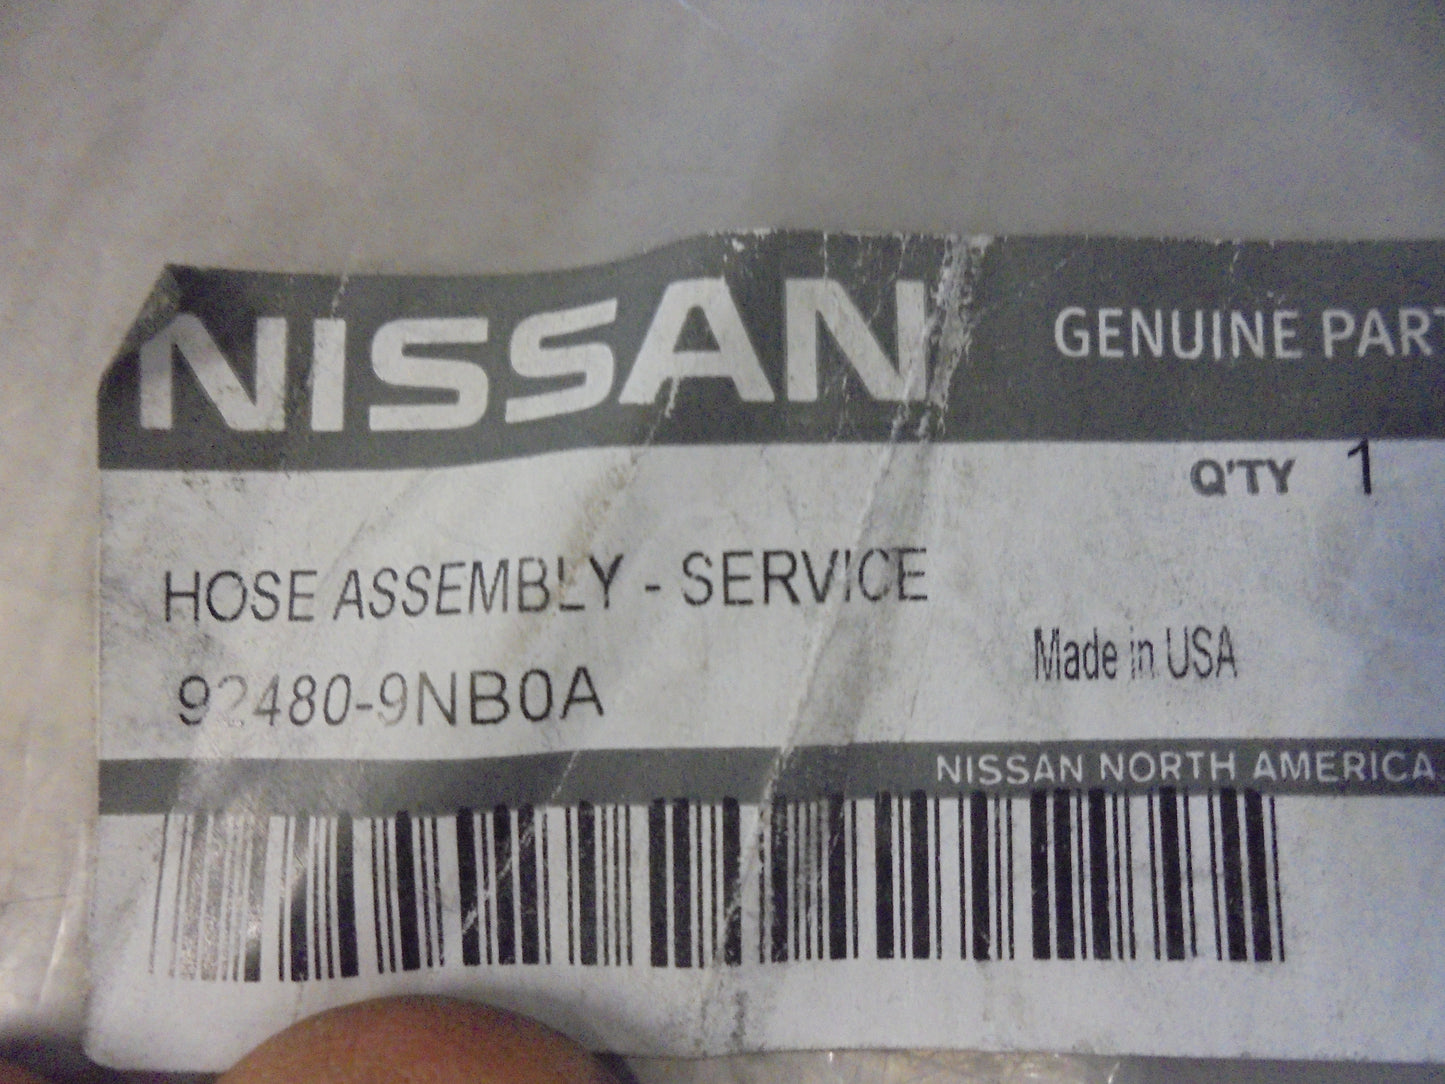 NISSAN
GENUINE PART
Q'TY 1
HOSE ASSEMBLY - SERVICE
Made in USA
92480-9NB0A
NISSAN NORTH AMERICA